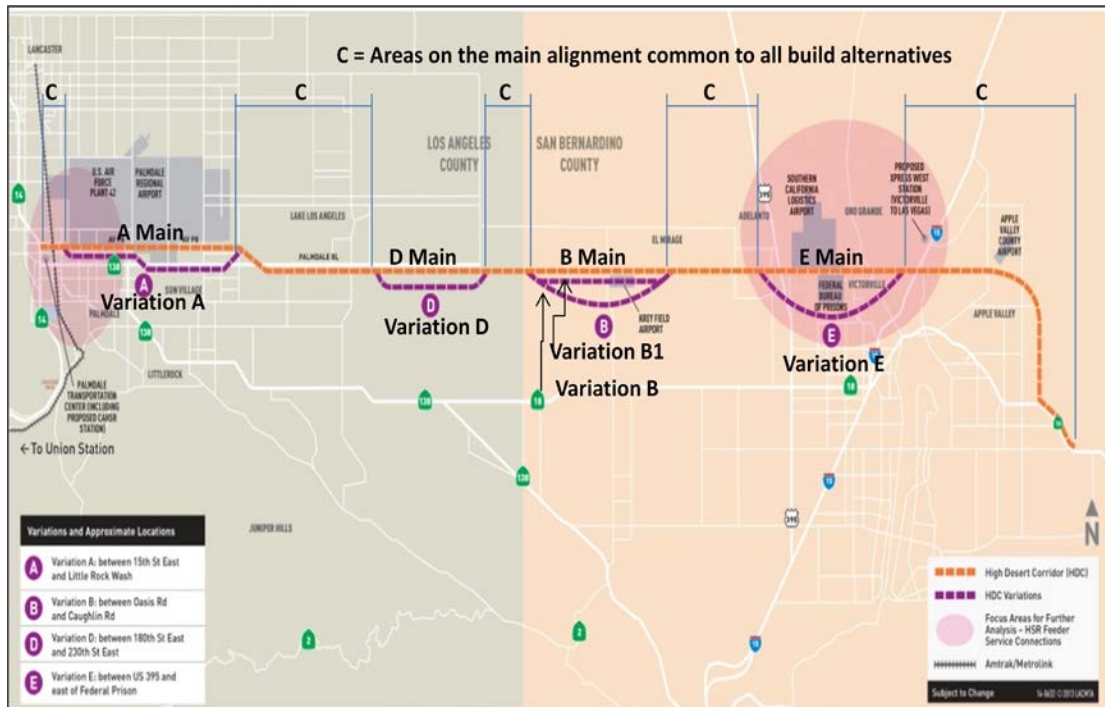 LANCASTER
C = Areas on the main alignment common to all build alternatives
C
C
C
C
C
LOS ANGELES
COUNTY
SAN BERNARDINO
COUNTY
U.S. AIR
FORCE
PLANT 42
PALMDALE
REGIONAL
AIRPORT
SOUTHERN
CALIFORNIA
LOGISTICS
AIRPORT
PROPOSED
XPRESS WEST
STATION
(VICTORVILLE
TO LAS VEGAS)
14
395
ADELANTO
ORO GRANDE
15
APPLE
VALLEY
COUNTY
AIRPORT
LAKE LOS ANGELES
EL MIRAGE
A Main
PALMDALE BL
D Main
B Main
E Main
138
A
SUN VILLAGE
Variation A
PALMDALE
14
138
D
Variation D
KREY FIELD
AIRPORT
B
Variation B1
Variation B
FEDERAL
BUREAU
OF PRISONS
VICTORVILLE
E
Variation E
APPLE VALLEY
15
LITTLEROCK
138
18
18
18
PALMDALE
TRANSPORTATION
CENTER (INCLUDING
PROPOSED CAHSR
STATION)
←To Union Station
138
15
395
JUNIPER HILLS
2
2
15
Variations and Approximate Locations
A
Variation A: between 15th St East
and Little Rock Wash
B
Variation B: between Oasis Rd
and Caughlin Rd
D
Variation D: between 180th St East
and 230th St East
E
Variation E: between US 395 and
east of Federal Prison
N
High Desert Corridor (HDC)
HDC Variations
Focus Areas for Further
Analysis – HSR Feeder
Service Connections
Amtrak/Metrolink
Subject to Change
14-0632 ©2013 LACMTA